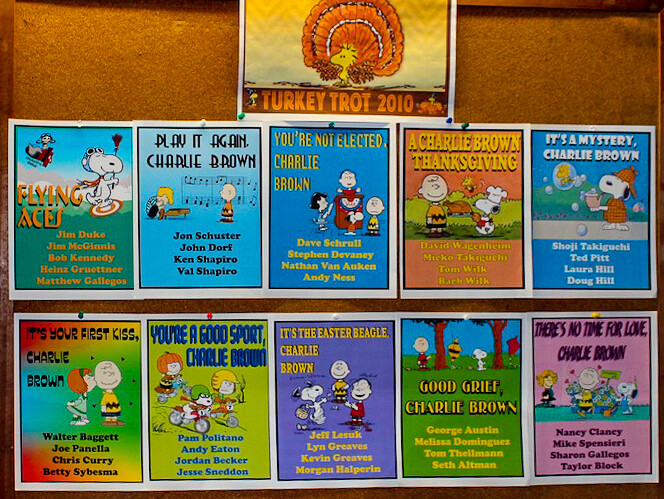 TURKEY TROT 2010
FLYING
ACES
Jim Duke
Jim McGinnis
Bob Kennedy
Heinz Gruettner
Matthew Gallegos
PLAY IT AGAIN,
CHARLIE BROWN
Jon Schuster
John Dorf
Ken Shapiro
Val Shapiro
YOU'RE NOT ELECTED,
CHARLIE
BROWN
Dave Schrull
Stephen Devaney
Nathan Van Auken
Andy Ness
A CHARLIE BROWN
THANKSGIVING
David Wagenheim
Micko Takiguchi
Tom Wilk
Barb Wilk
IT'S A MYSTERY,
CHARLIE BROWN
Shoji Takiguchi
Ted Pitt
Laura Hill
Doug Hill
IT'S YOUR FIRST KISS,
CHARLIE
BROWN
Walter Baggett
Joe Panella
Chris Curry
Betty Sybesma
YOU'RE A GOOD SPORT,
CHARLIE BROWN
Pam Politano
Andy Eaton
Jordan Becker
Jesse Sneddon
IT'S THE EASTER BEAGLE,
CHARLIE
BROWN
Jeff Lesuk
Lyn Greaves
Kevin Greaves
Morgan Halperin
GOOD GRIEF,
CHARLIE BROWN
George Austin
Melissa Dominguez
Tom Theilmann
Seth Altman
THERE'S NO TIME FOR LOVE,
CHARLIE BROWN
Nancy Clancy
Mike Spensieri
Sharon Gallegos
Taylor Block